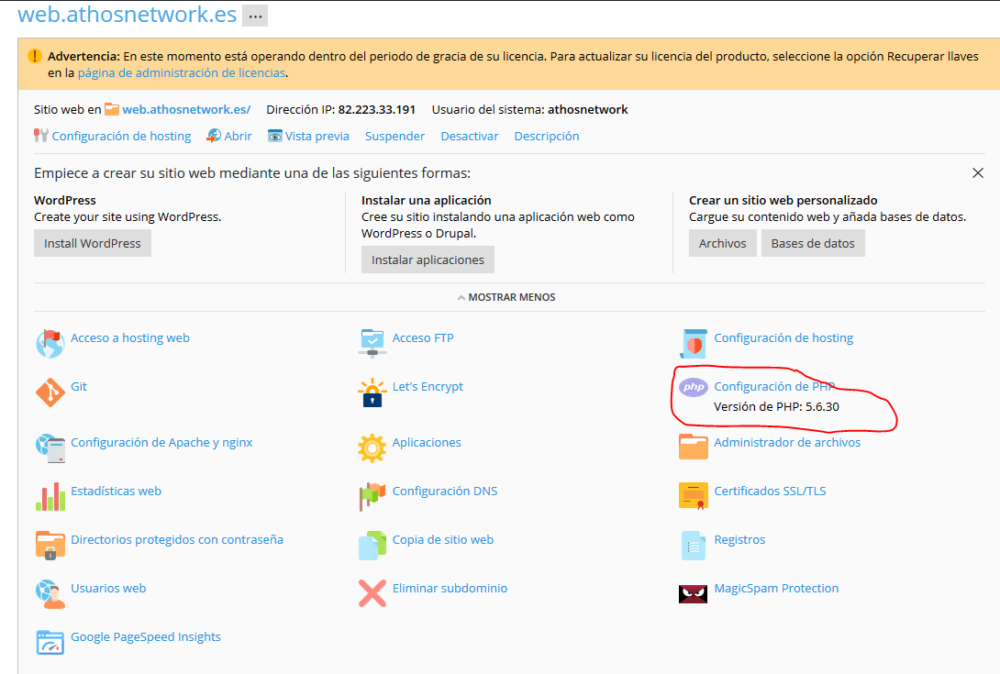 web.athosnetwork.es ...
! Advertencia: En este momento está operando dentro del periodo de gracia de su licencia. Para actualizar su licencia del producto, seleccione la opción Recuperar llaves
en la página de administración de licencias.
Sitio web en web.athosnetwork.es/ Dirección IP: 82.223.33.191 Usuario del sistema: athosnetwork
Configuración de hosting Abrir Vista previa Suspender Desactivar Descripción
Empiece a crear su sitio web mediante una de las siguientes formas:
WordPress
Create your site using WordPress.
Install WordPress
Instalar una aplicación
Cree su sitio instalando una aplicación web como
WordPress o Drupal.
Instalar aplicaciones
Crear un sitio web personalizado
Cargue su contenido web y añada bases de datos.
Archivos Bases de datos
MOSTRAR MENOS
Acceso a hosting web Acceso FTP Configuración de hosting
Git Let's Encrypt php Configuración de PHP
Versión de PHP: 5.6.30
Configuración de Apache y nginx Aplicaciones Administrador de archivos
Estadísticas web Configuración DNS Certificados SSL/TLS
Directorios protegidos con contraseña Copia de sitio web Registros
Usuarios web Eliminar subdominio MagicSpam Protection
Google PageSpeed Insights